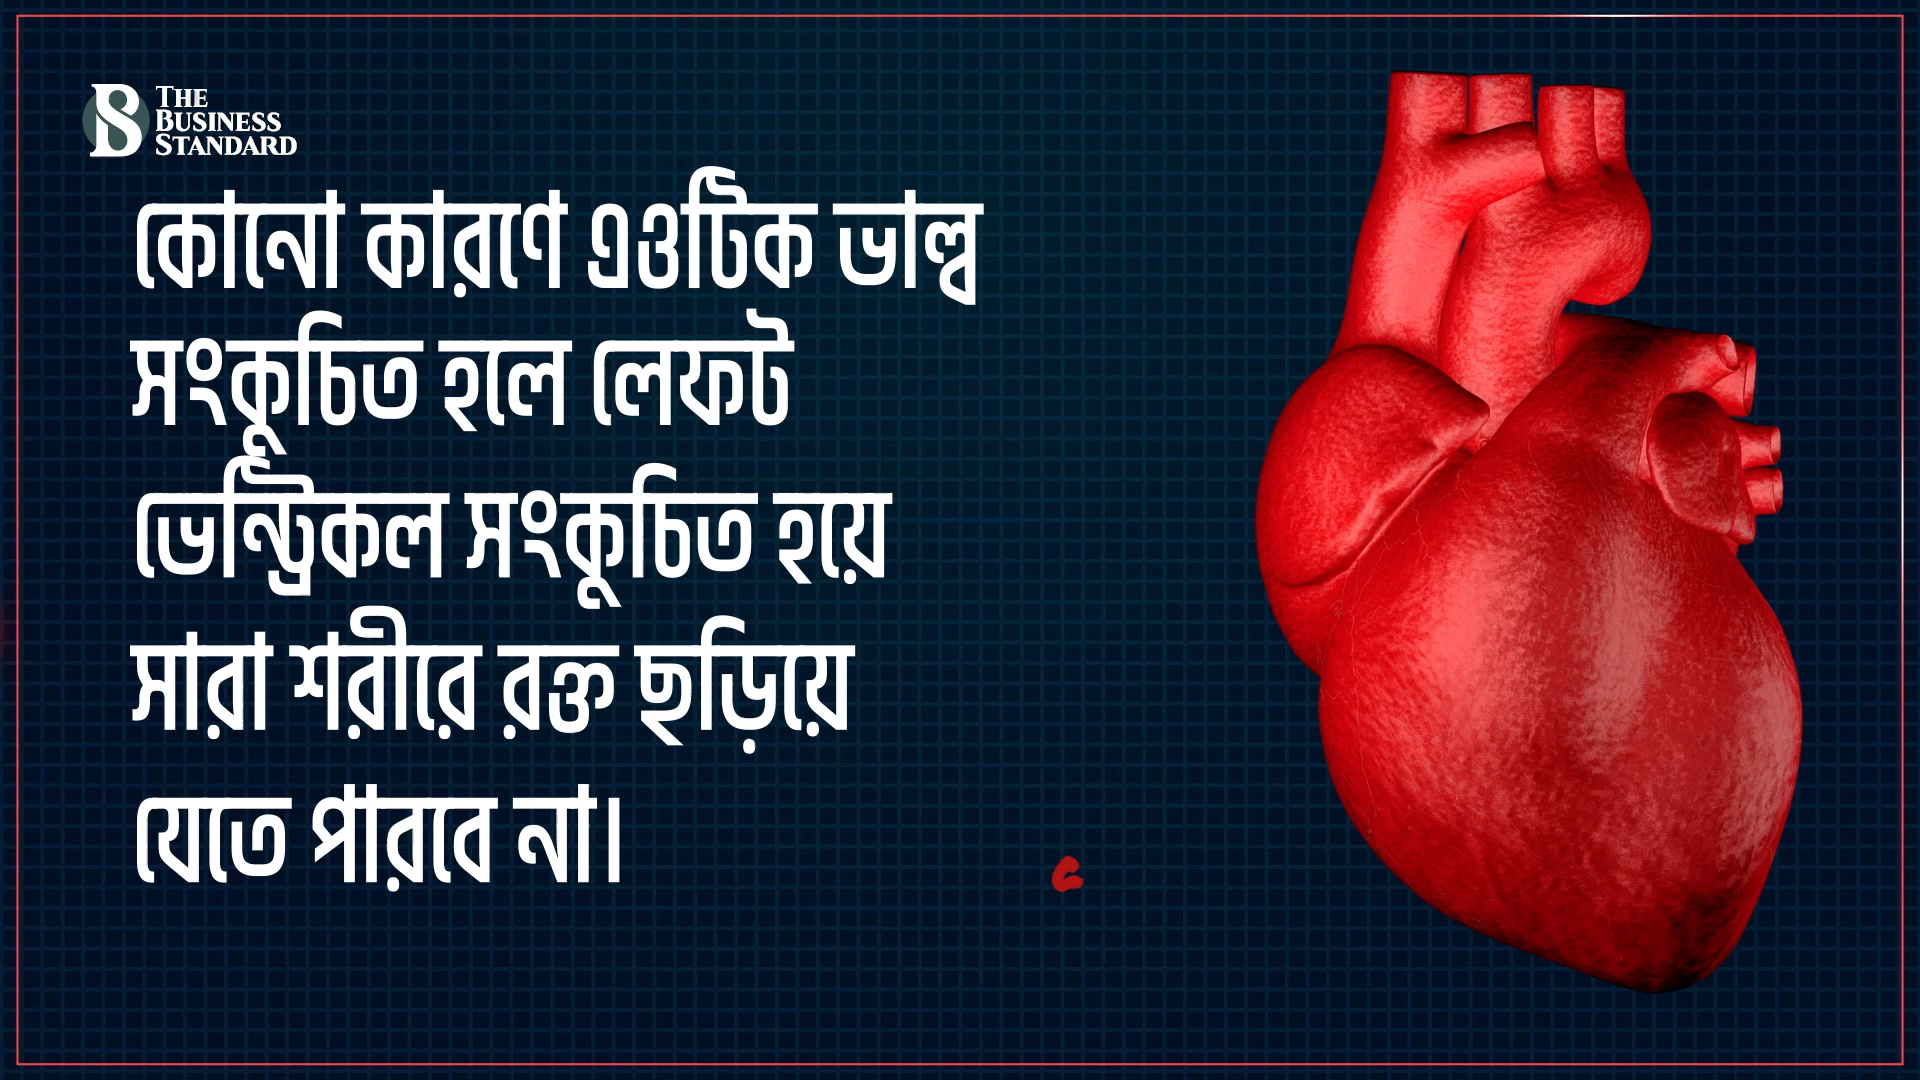 THE
BUSINESS
STANDARD
কোনো কারণে এওটিক ভাল্ব
সংকুচিত হলে লেফট
ভেন্ট্রিকল সংকুচিত হয়ে
সারা শরীরে রক্ত ছড়িয়ে
যেতে পারবে না।